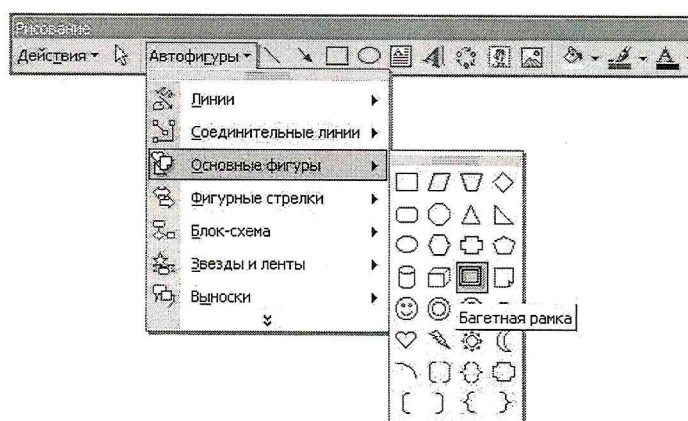 Рисование
Действия Автофигуры
Линии
Соединительные линии
Основные фигуры
Фигурные стрелки
Блок-схема
Звезды и ленты
Выноски
Багетная рамка